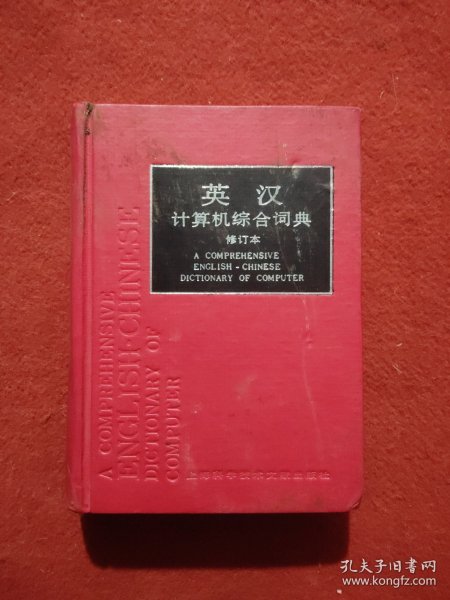 英 汉
计算机综合词典
修订本
A COMPREHENSIVE
ENGLISH - CHINESE
DICTIONARY OF COMPUTER
A COMPREHENSIVE
ENGLISH-CHINESE
DICTIONARY OF
COMPUTER
上海科学技术文献出版社
孔夫子旧书网
www.kongfz.com